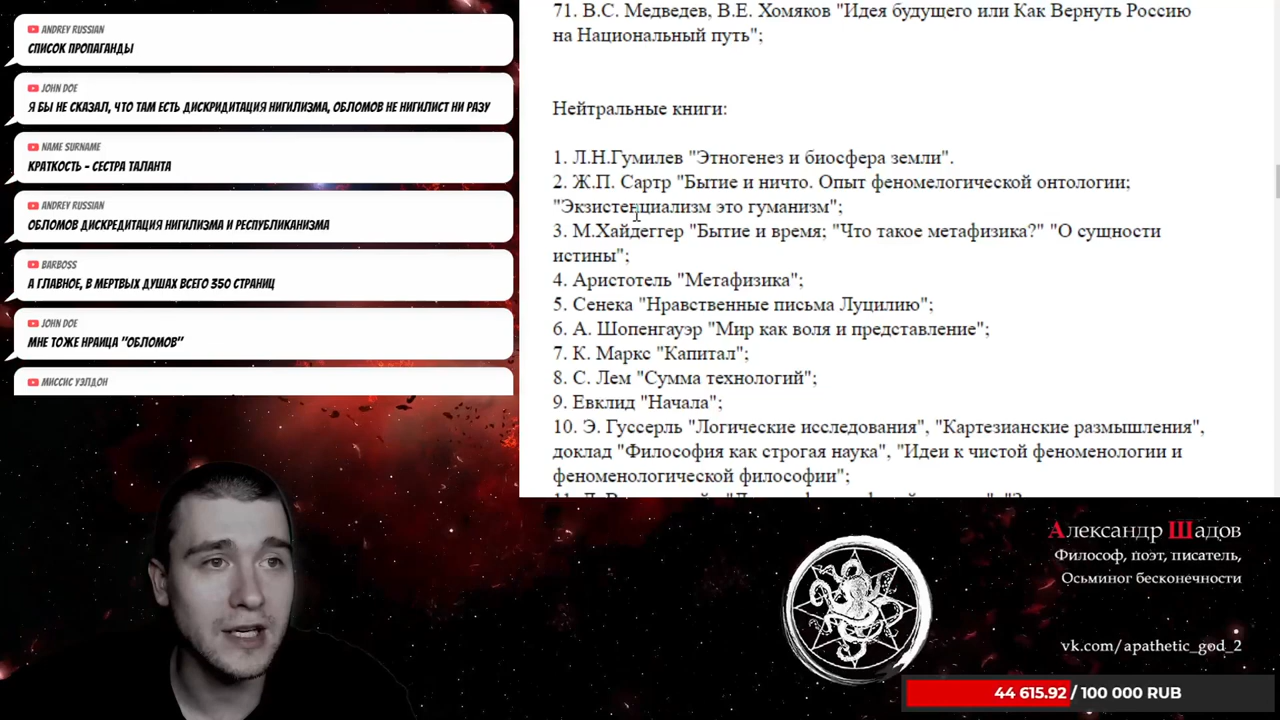 ANDREY RUSSIAN
СПИСОК ПРОПАГАНДЫ
JOHN DOE
Я БЫ НЕ СКАЗАЛ, ЧТО ТАМ ЕСТЬ ДИСКРИДИТАЦИЯ НИГИЛИЗМА, ОБЛОМОВ НЕ НИГИЛИСТ НИ РАЗУ
NAME SURNAME
КРАТКОСТЬ - СЕСТРА ТАЛАНТА
ANDREY RUSSIAN
ОБЛОМОВ ДИСКРЕДИТАЦИЯ НИГИЛИЗМА И РЕСПУБЛИКАНИЗМА
BARBOSS
А ГЛАВНОЕ, В МЕРТВЫХ ДУШАХ ВСЕГО 350 СТРАНИЦ
JOHN DOE
МНЕ ТОЖЕ НРАИЦА "ОБЛОМОВ"
МИССИС УЭЛДОН
71. В.С. Медведев, В.Е. Хомяков "Идея будущего или Как Вернуть Россию
на Национальный путь";
Нейтральные книги:
1. Л.Н.Гумилев "Этногенез и биосфера земли".
2. Ж.П. Сартр "Бытие и ничто. Опыт феномелогической онтологии;
"Экзистенциализм это гуманизм";
3. М.Хайдеггер "Бытие и время; "Что такое метафизика?" "О сущности
истины";
4. Аристотель "Метафизика";
5. Сенека "Нравственные письма Луцилию";
6. А. Шопенгауэр "Мир как воля и представление";
7. К. Маркс "Капитал";
8. С. Лем "Сумма технологий";
9. Евклид "Начала";
10. Э. Гуссерль "Логические исследования", "Картезианские размышления",
доклад "Философия как строгая наука", "Идеи к чистой феноменологии и
феноменологической философии";
Александр Шадов
Философ, поэт, писатель,
Осьминог бесконечности
vk.com/apathetic_god_2
44 615.92 / 100 000 RUB